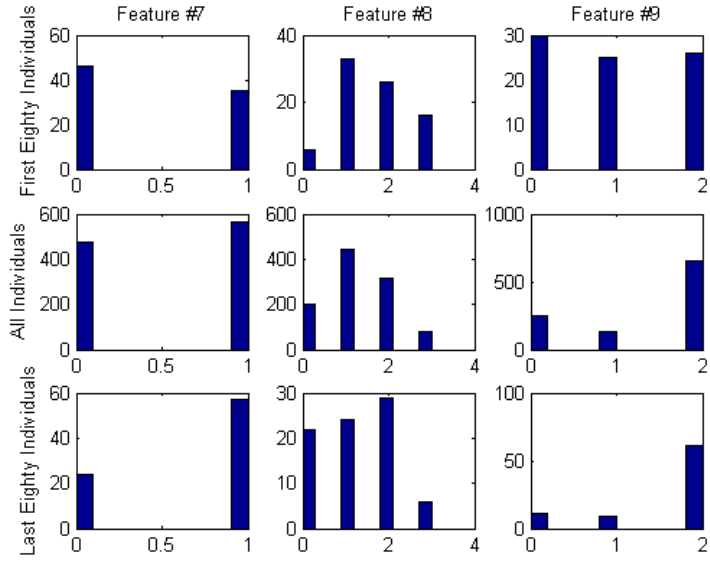 Feature #7 Feature #8 Feature #9
First Eighty Individuals
60 40 30
40 20
20 20 10
0 0 0
0 0.5 1 0 2 4 0 1 2
All Individuals
600 600 1000
400 400 500
200 200
0 0 0
0 0.5 1 0 2 4 0 1 2
Last Eighty Individuals
60 30 100
40 20 50
20 10
0 0 0
0 0.5 1 0 2 4 0 1 2